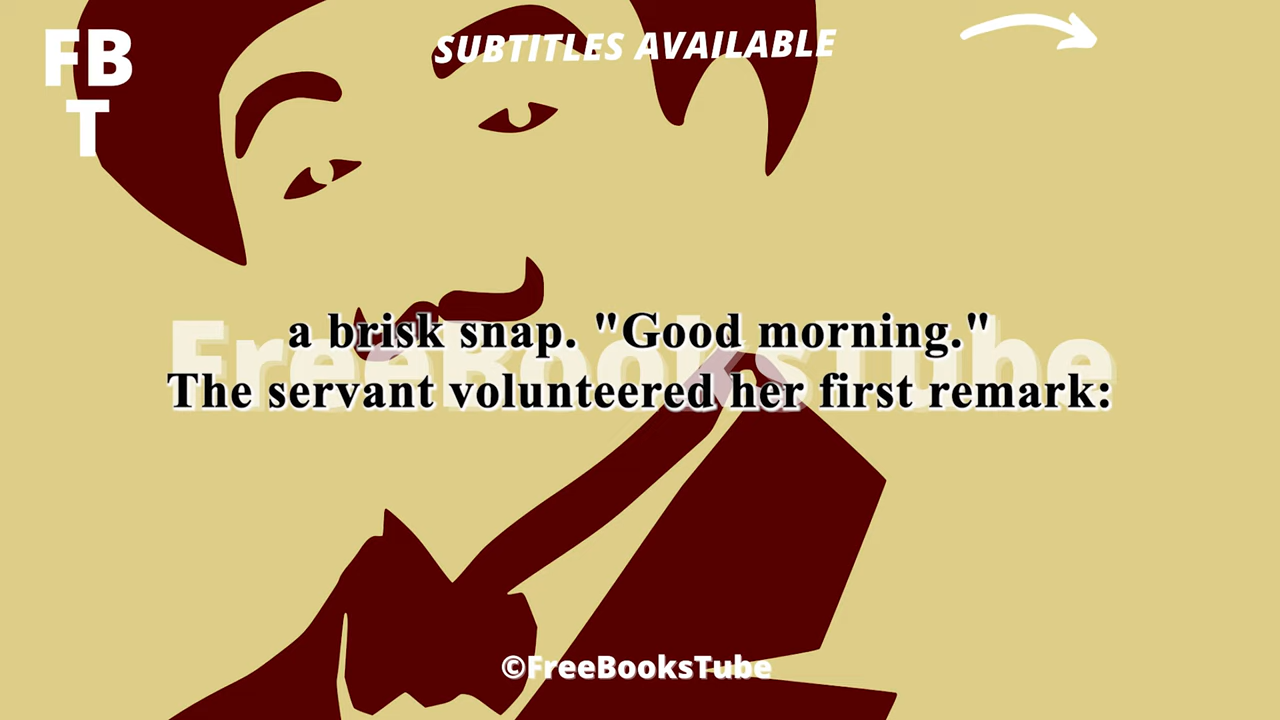 FB
T
SUBTITLES AVAILABLE
FreeBooksTube
a brisk snap. "Good morning."
The servant volunteered her first remark:
©FreeBooksTube